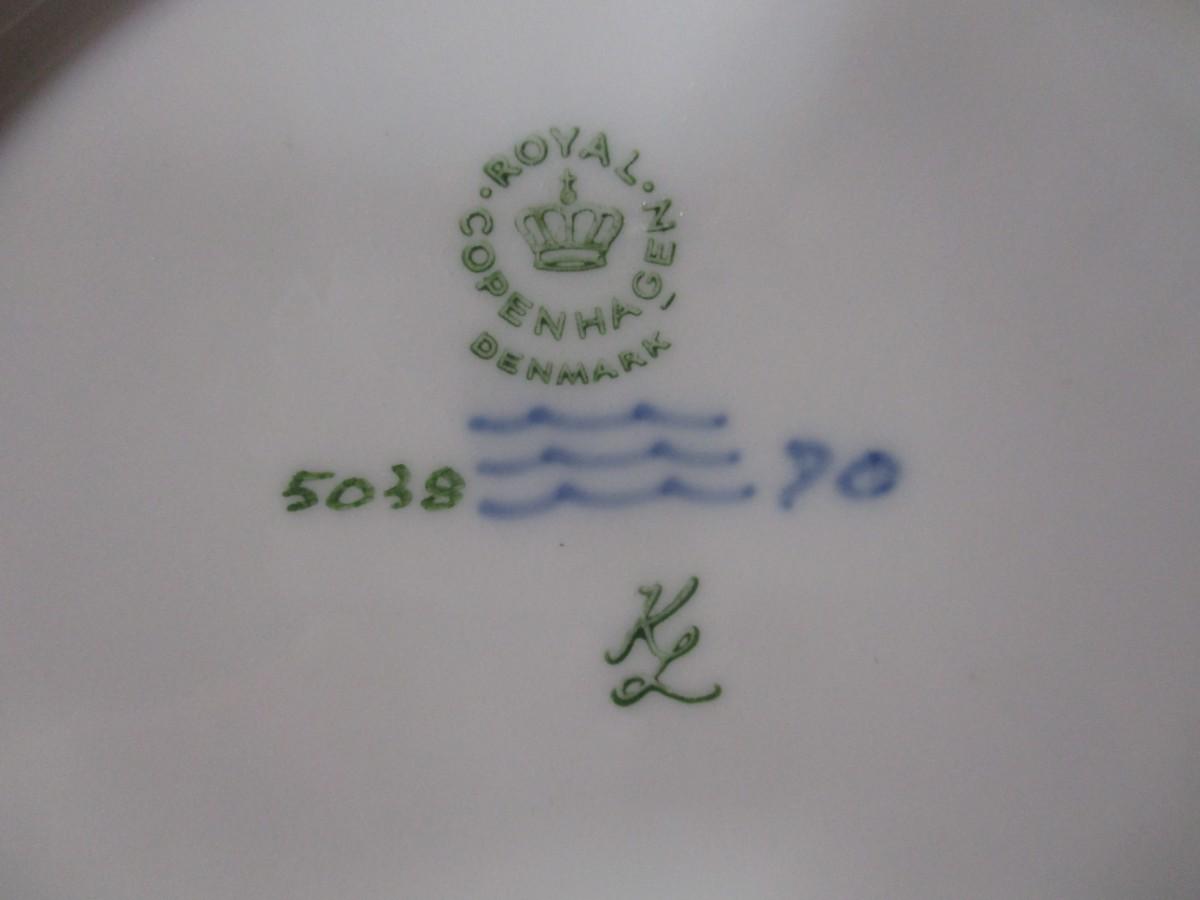 ROYAL
COPENHAGEN
DENMARK
5038 70
KL